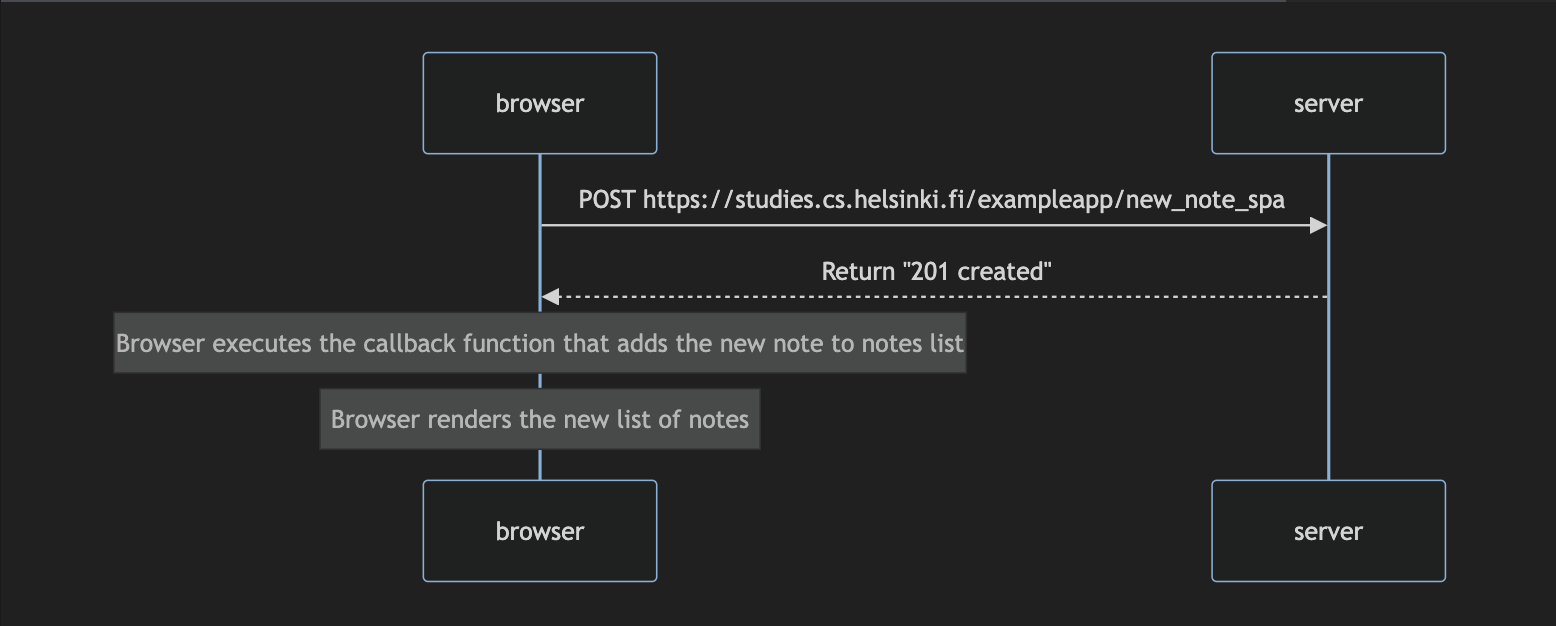 browser
server
POST https://studies.cs.helsinki.fi/exampleapp/new_note_spa
Return "201 created"
Browser executes the callback function that adds the new note to notes list
Browser renders the new list of notes
browser
server